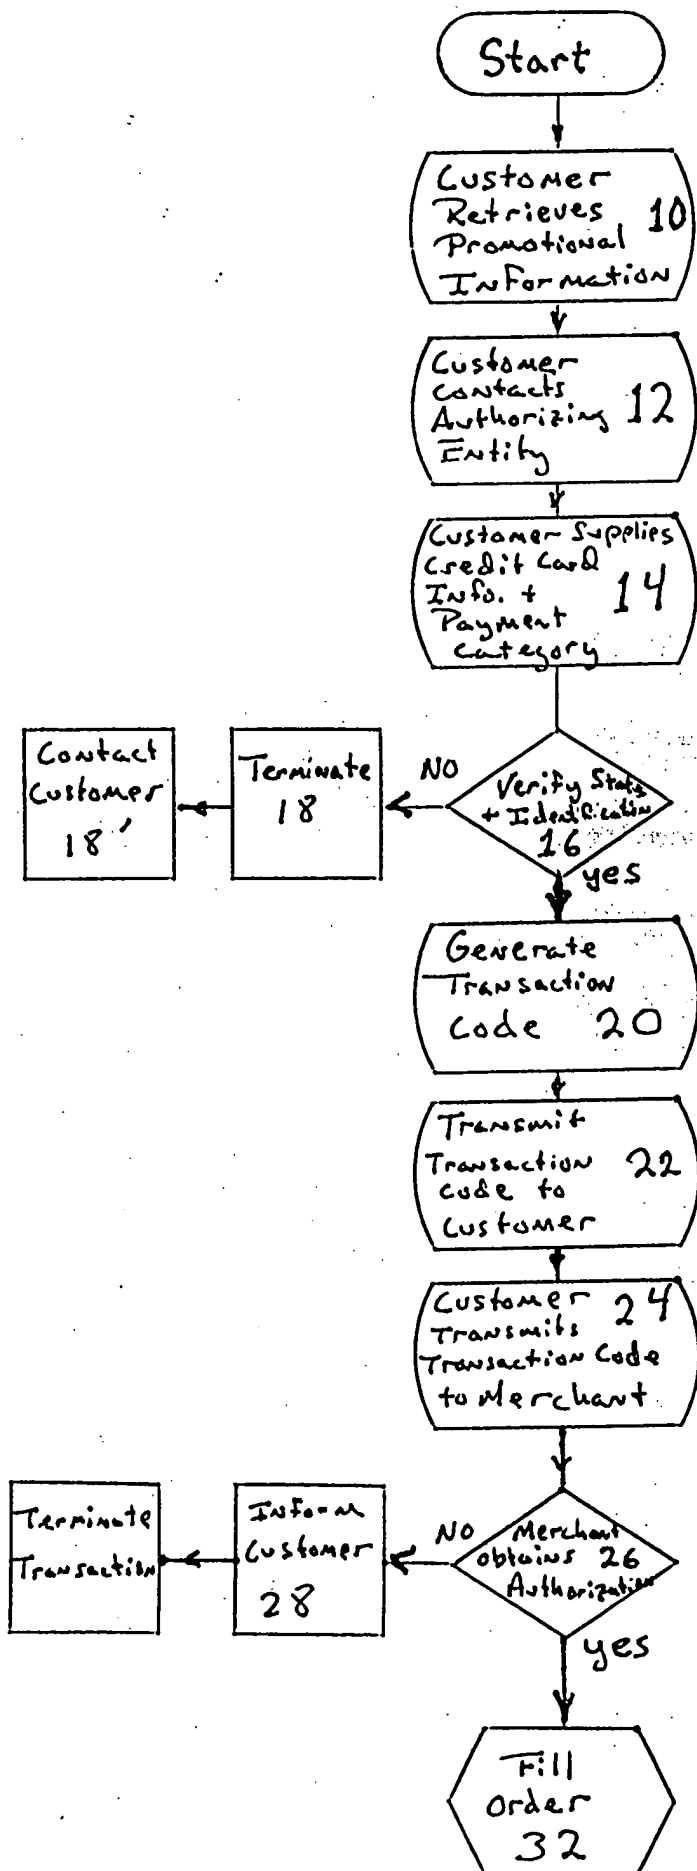 Start
Customer
Retrieves 10
Promotional
Information
Customer
Contacts
Authorizing 12
Entity
Customer Supplies
Credit Card
Info. + 14
Payment
Category
Contact
Customer
18'
Terminate
18
NO
Verify Status
+ Identification
16
yes
Generate
Transaction
Code 20
Transmit
Transaction 22
code to
Customer
Customer 24
Transmits
Transaction Code
to Merchant
Terminate
Transaction
Inform
Customer
28
NO
Merchant
obtains 26
Authorization
yes
Fill
Order
32